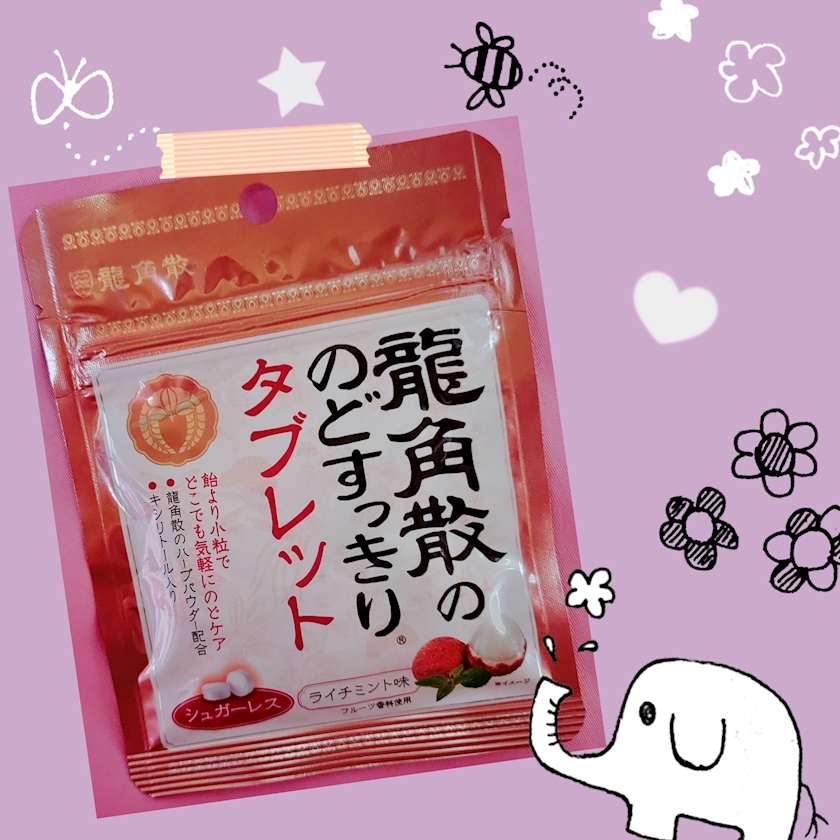 龍角散
龍角散の
のどすっきり®
タブレット
飴より小粒で
どこでも気軽にのどケア
●龍角散のハーブパウダー配合
●キシリトール入り
シュガーレス
ライチミント味
フルーツ香料使用
※イメージ